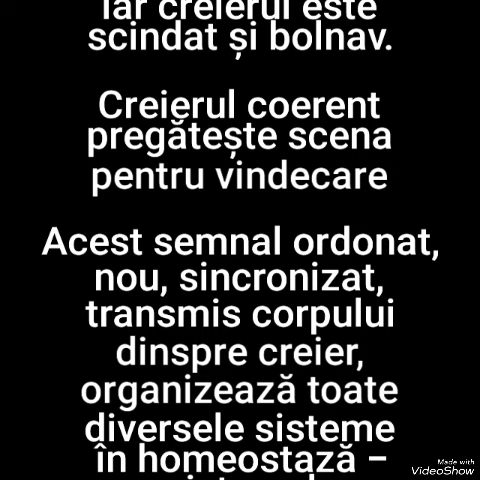 Iar creierul este
scindat și bolnav.
Creierul coerent
pregătește scena
pentru vindecare
Acest semnal ordonat,
nou, sincronizat,
transmis corpului
dinspre creier,
organizează toate
diversele sisteme
în homeostază –
Made with
VideoShow